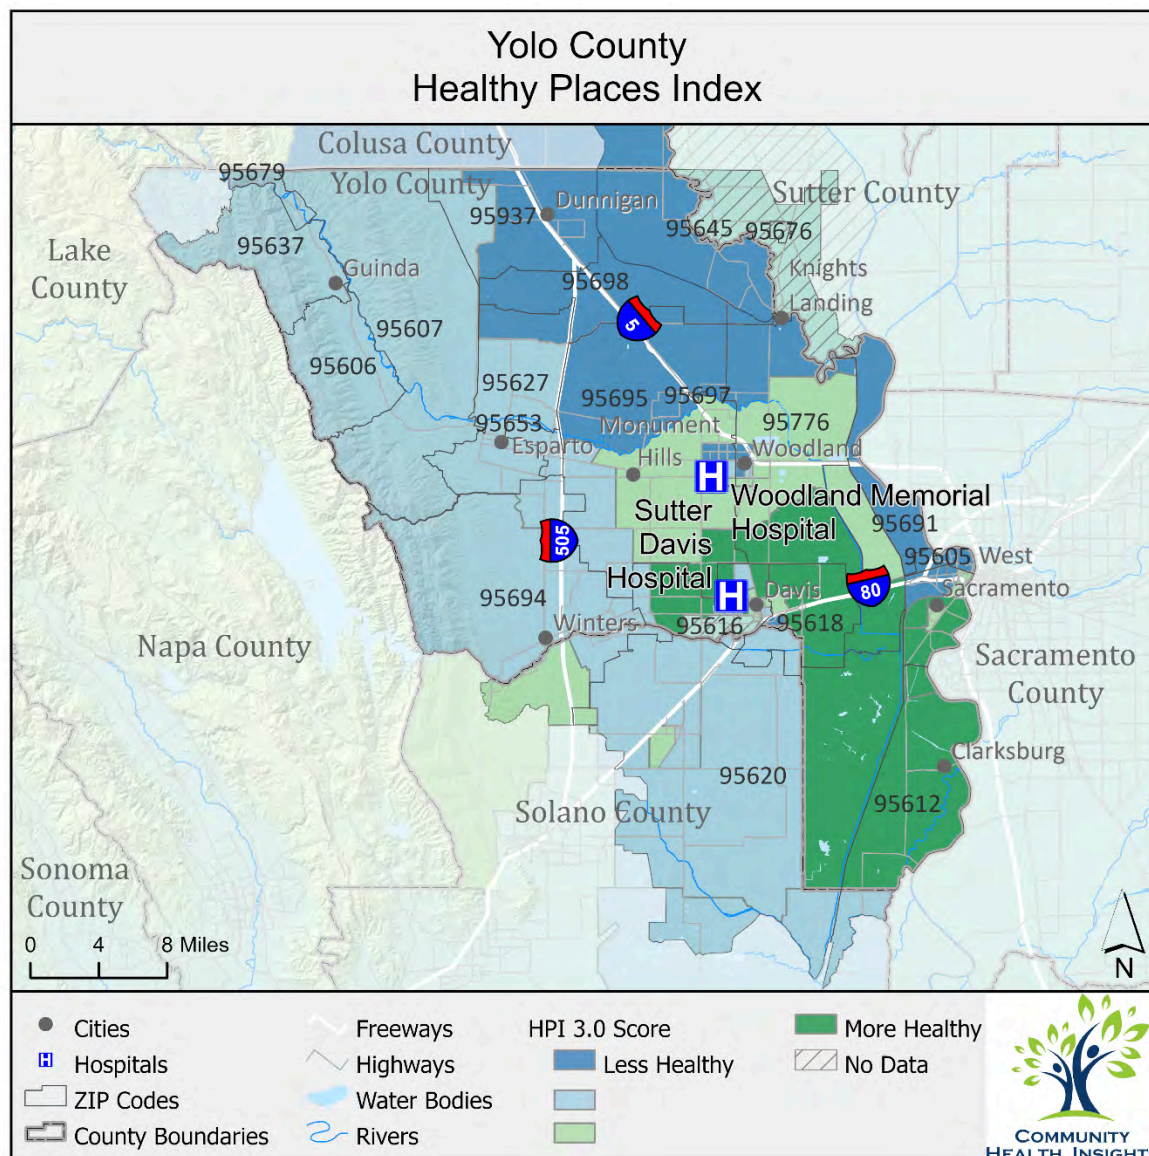 Yolo County
Healthy Places Index
Colusa County
95679
Yolo County
Sutter County
95937
Dunnigan
95645
95676
95637
Lake
County
Guinda
95698
Knights
Landing
5
95607
95606
95627
95695
95697
95653
Monument
95776
Esparto
Hills
Woodland
H
Woodland Memorial
Hospital
Sutter
Davis
Hospital
95691
505
95605
West
Sacramento
80
95694
H
Davis
Winters
95616
95618
Napa County
Sacramento
County
Clarksburg
95620
95612
Solano County
Sonoma
County
0 4 8 Miles
N
Cities
Hospitals
ZIP Codes
County Boundaries
Freeways
Highways
Water Bodies
Rivers
HPI 3.0 Score
Less Healthy
More Healthy
No Data
H
COMMUNITY
HEALTH INSIGHT